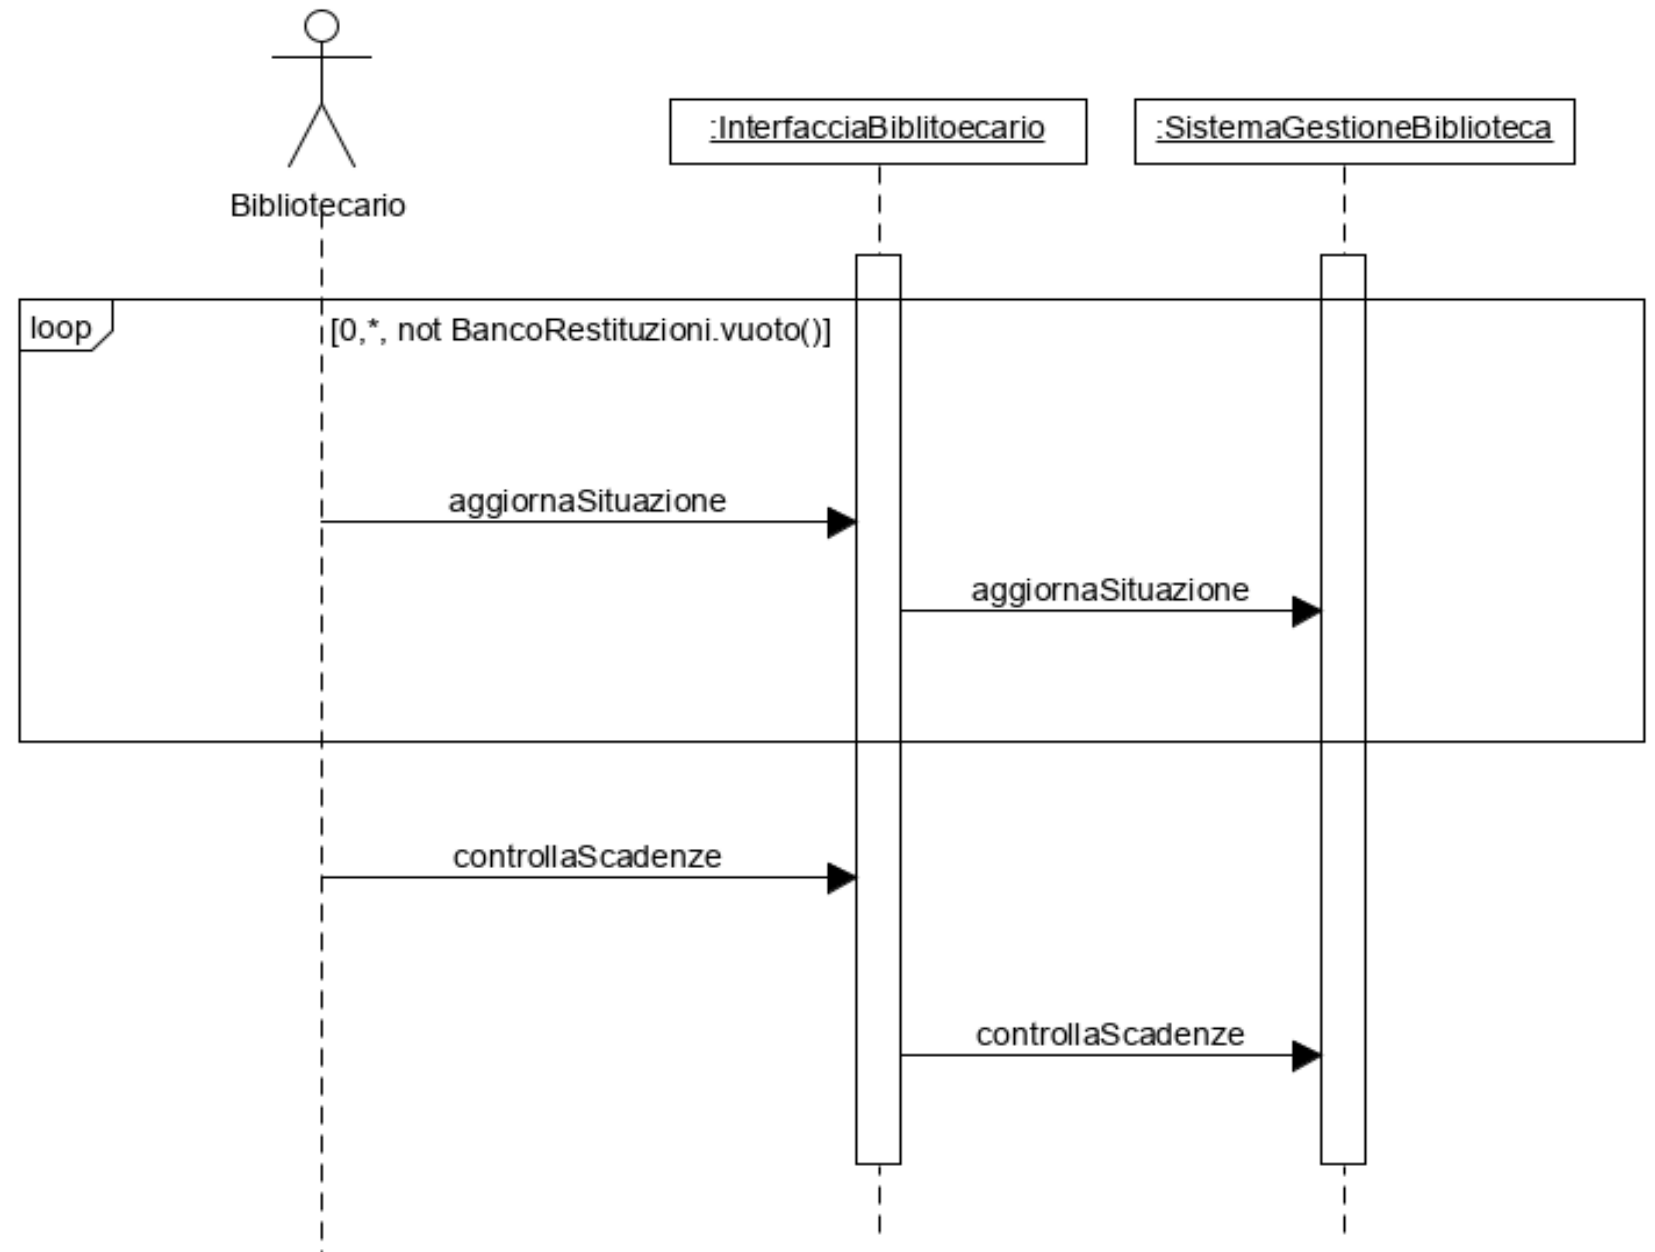 :InterfacciaBiblitoecario
:SistemaGestioneBiblioteca
Bibliotecario
loop
[0,*, not BancoRestituzioni.vuoto()]
aggiornaSituazione
aggiornaSituazione
controllaScadenze
controllaScadenze